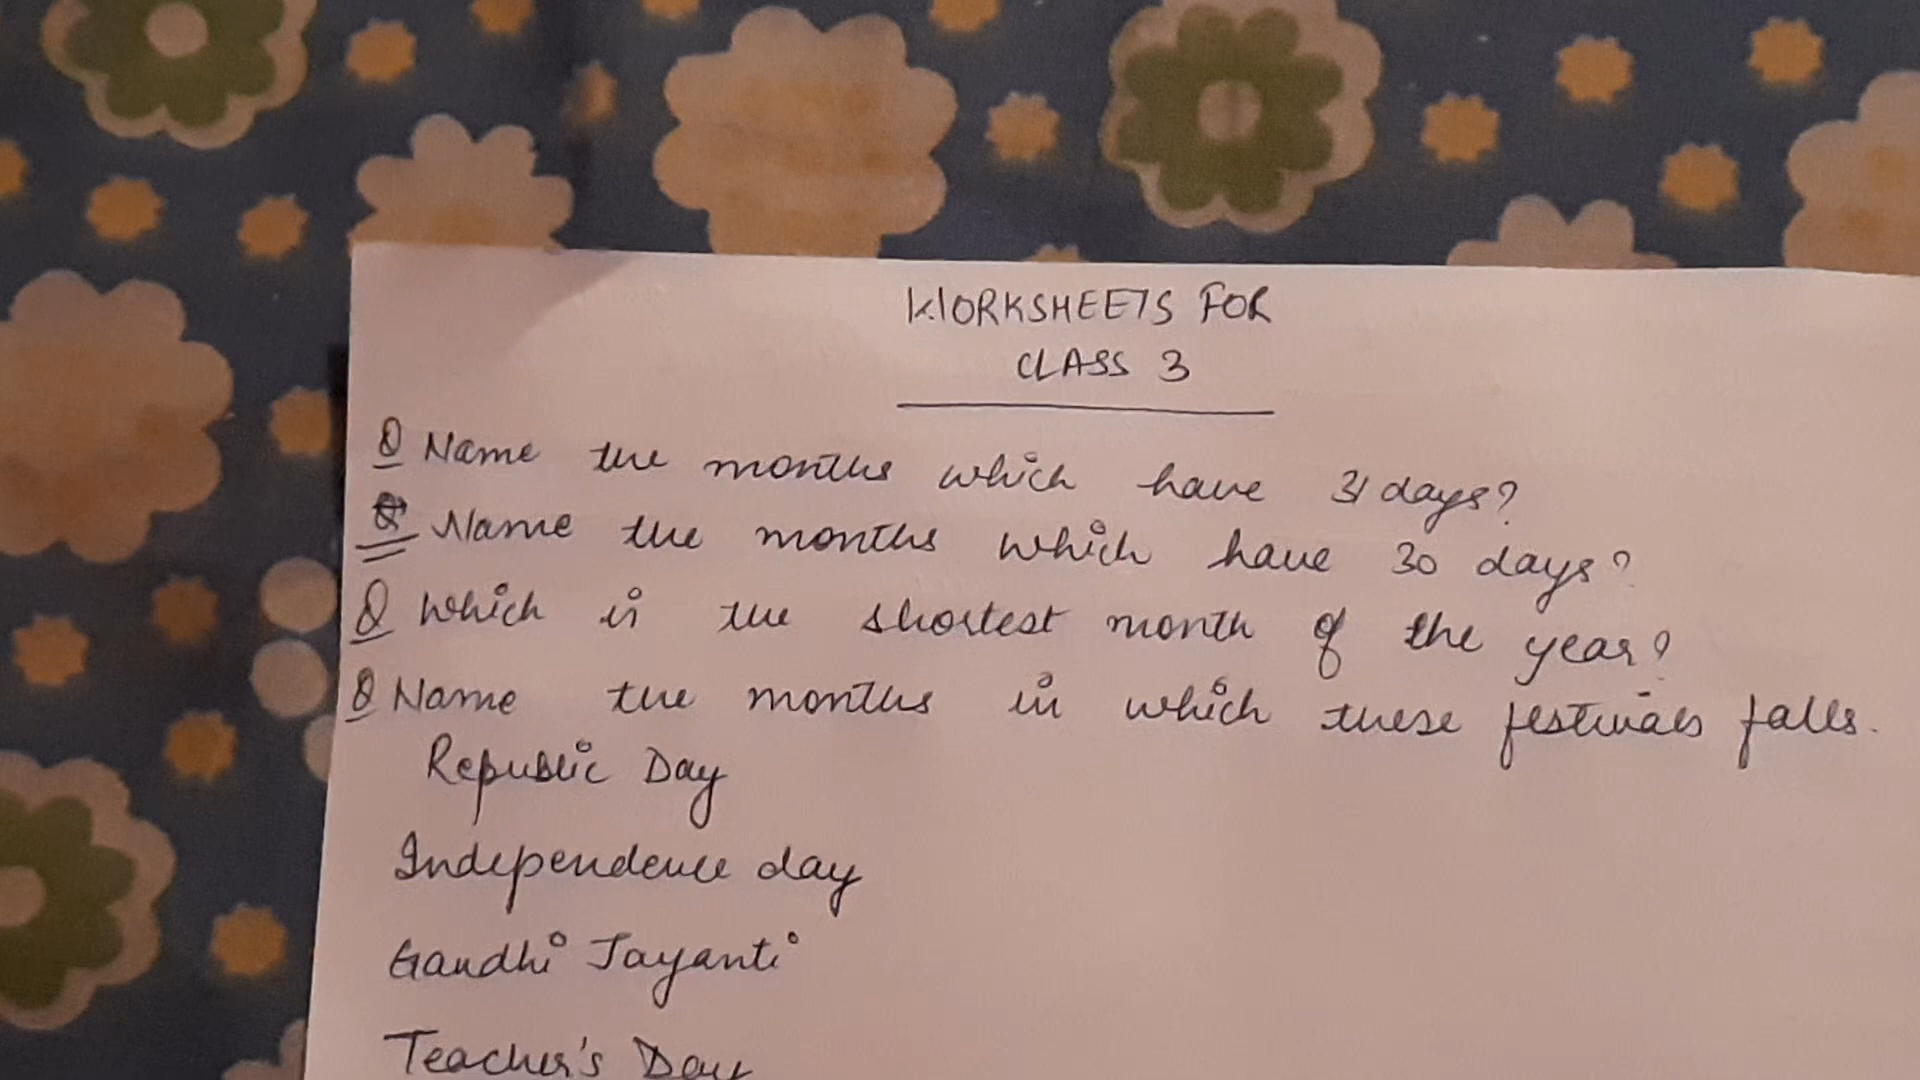 WORKSHEETS FOR
CLASS 3
Q Name the months which have 31 days?
Q Name the months which have 30 days?
Q Which is the shortest month of the year?
Q Name the months in which these festivals falls.
Republic Day
Independence day
Gandhi Jayanti
Teacher's Day